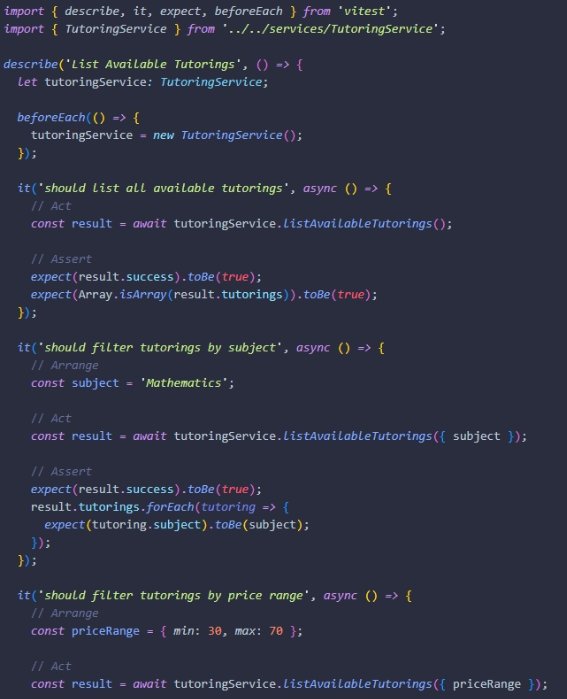 import { describe, it, expect, beforeEach } from 'vitest';
import { TutoringService } from '../../services/TutoringService';

describe('List Available Tutorings', () => {
  let tutoringService: TutoringService;

  beforeEach(() => {
    tutoringService = new TutoringService();
  });

  it('should list all available tutorings', async () => {
    // Act
    const result = await tutoringService.listAvailableTutorings();

    // Assert
    expect(result.success).toBe(true);
    expect(Array.isArray(result.tutorings)).toBe(true);
  });

  it('should filter tutorings by subject', async () => {
    // Arrange
    const subject = 'Mathematics';

    // Act
    const result = await tutoringService.listAvailableTutorings({ subject });

    // Assert
    expect(result.success).toBe(true);
    result.tutorings.forEach(tutoring => {
      expect(tutoring.subject).toBe(subject);
    });
  });

  it('should filter tutorings by price range', async () => {
    // Arrange
    const priceRange = { min: 30, max: 70 };

    // Act
    const result = await tutoringService.listAvailableTutorings({ priceRange });